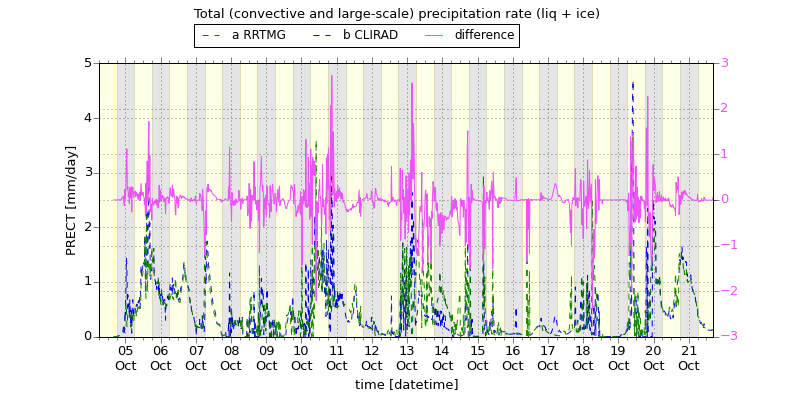 Total (convective and large-scale) precipitation rate (liq + ice)
a RRTMG b CLIRAD difference
5 3
4 2
3 1
2 0
1 −1
0 −2
−3
PRECT [mm/day]
05 06 07 08 09 10 11 12 13 14 15 16 17 18 19 20 21
Oct Oct Oct Oct Oct Oct Oct Oct Oct Oct Oct Oct Oct Oct Oct Oct Oct
time [datetime]